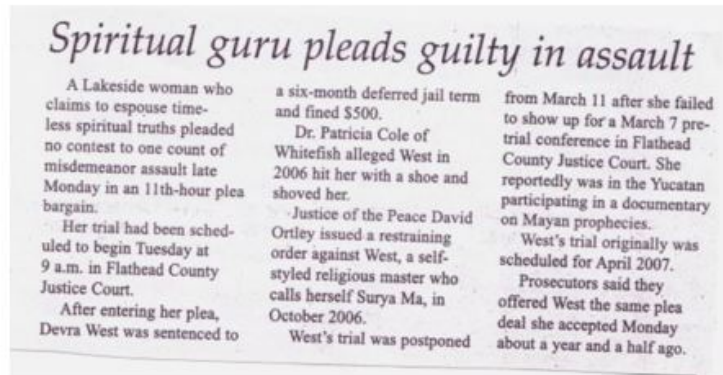 Spiritual guru pleads guilty in assault
A Lakeside woman who
claims to espouse time-
less spiritual truths pleaded
no contest to one count of
misdemeanor assault late
Monday in an 11th-hour plea
bargain.
Her trial had been sched-
uled to begin Tuesday at
9 a.m. in Flathead County
Justice Court.
After entering her plea,
Devra West was sentenced to
a six-month deferred jail term
and fined $500.
Dr. Patricia Cole of
Whitefish alleged West in
2006 hit her with a shoe and
shoved her.
Justice of the Peace David
Ortley issued a restraining
order against West, a self-
styled religious master who
calls herself Surya Ma, in
October 2006.
West's trial was postponed
from March 11 after she failed
to show up for a March 7 pre-
trial conference in Flathead
County Justice Court. She
reportedly was in the Yucatan
participating in a documentary
on Mayan prophecies.
West's trial originally was
scheduled for April 2007.
Prosecutors said they
offered West the same plea
deal she accepted Monday
about a year and a half ago.